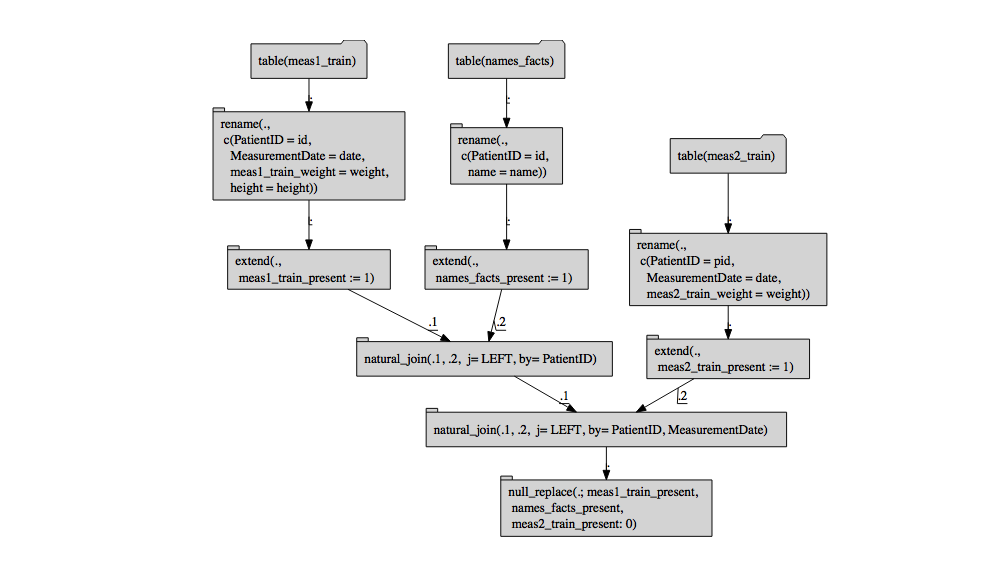 table(meas1_train)
table(names_facts)
.
.
rename(.,
c(PatientID = id,
MeasurementDate = date,
meas1_train_weight = weight,
height = height))
rename(.,
c(PatientID = id,
name = name))
table(meas2_train)
.
.
.
extend(.,
meas1_train_present := 1)
extend(.,
names_facts_present := 1)
rename(.,
c(PatientID = pid,
MeasurementDate = date,
meas2_train_weight = weight))
.1
.2
.
natural_join(.1, .2, j= LEFT, by= PatientID)
extend(.,
meas2_train_present := 1)
.1
.2
natural_join(.1, .2, j= LEFT, by= PatientID, MeasurementDate)
.
null_replace(.; meas1_train_present,
names_facts_present,
meas2_train_present: 0)